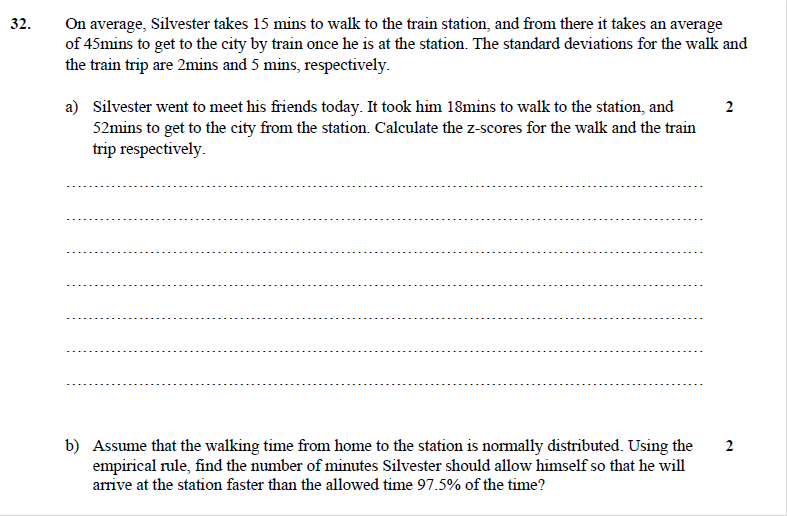 32. On average, Silvester takes 15 mins to walk to the train station, and from there it takes an average
of 45mins to get to the city by train once he is at the station. The standard deviations for the walk and
the train trip are 2mins and 5 mins, respectively.
a) Silvester went to meet his friends today. It took him 18mins to walk to the station, and 2
52mins to get to the city from the station. Calculate the z-scores for the walk and the train
trip respectively.
b) Assume that the walking time from home to the station is normally distributed. Using the 2
empirical rule, find the number of minutes Silvester should allow himself so that he will
arrive at the station faster than the allowed time 97.5% of the time?